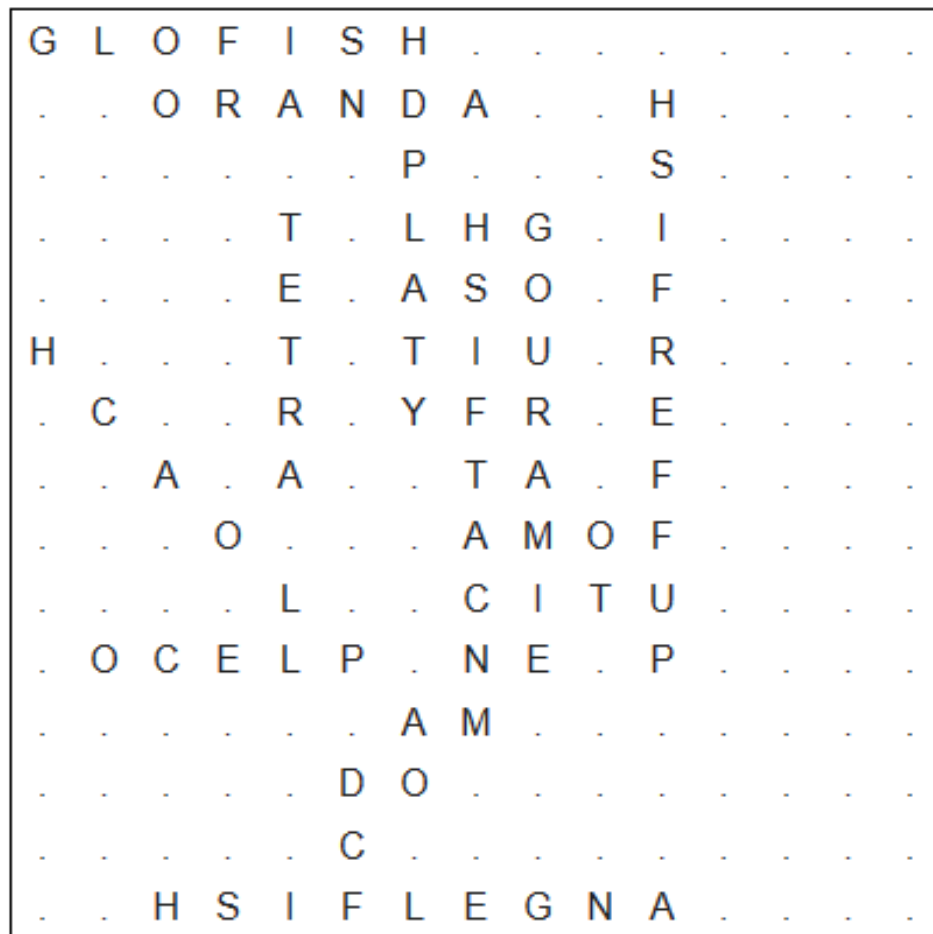 G L O F I S H . . . . . . . .
. . O R A N D A . . H . . . .
. . . . . . P . . . S . . . .
. . . . T . L H G . I . . . .
. . . . E . A S O . F . . . .
H . . . T . T I U . R . . . .
. C . . R . Y F R . E . . . .
. . A . A . . T A . F . . . .
. . . O . . . A M O F . . . .
. . . . L . . C I T U . . . .
. O C E L P . N E . P . . . .
. . . . . . A M . . . . . . .
. . . . . D O . . . . . . . .
. . . . . C . . . . . . . . .
. . H S I F L E G N A . . . .